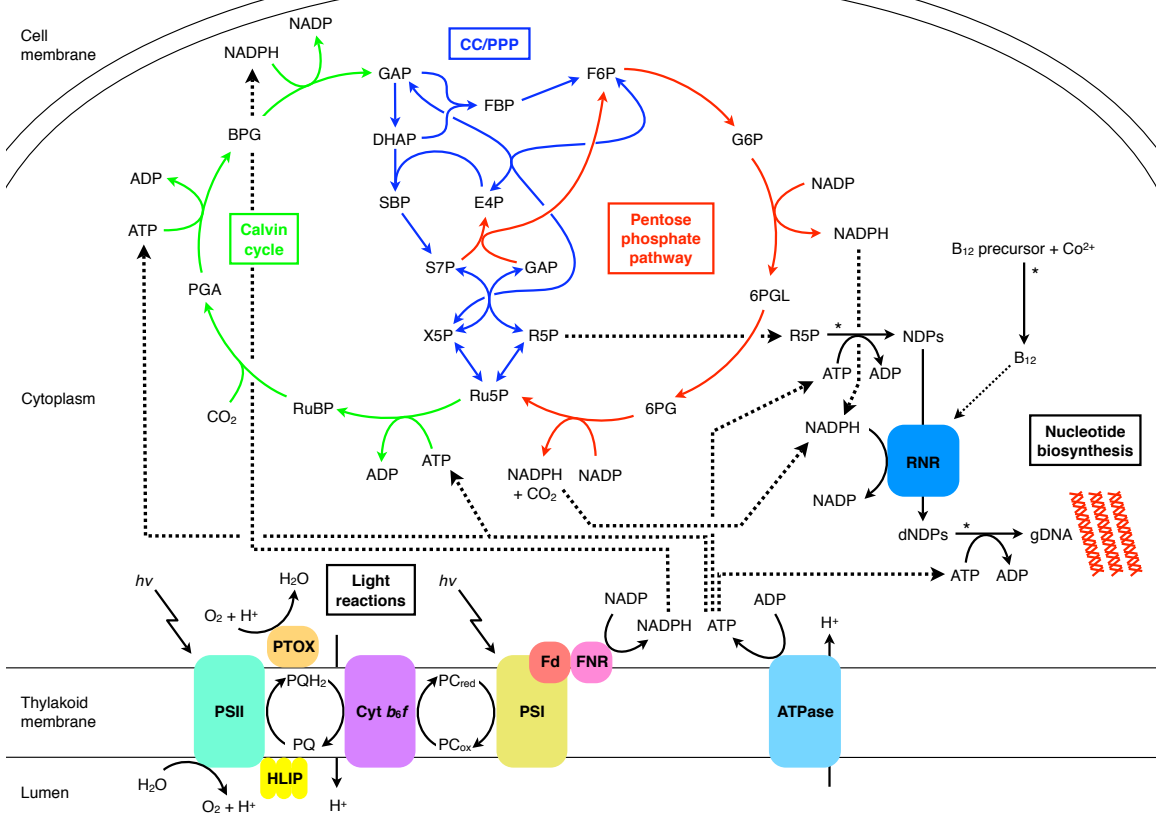 Cell
membrane
NADP
NADPH
CC/PPP
GAP
FBP
F6P
BPG
DHAP
G6P
ADP
ATP
SBP
E4P
NADP
Calvin
cycle
Pentose
phosphate
pathway
NADPH
B₁₂ precursor + Co²⁺
*
S7P
GAP
PGA
6PGL
X5P
R5P
R5P
*
NDPs
B₁₂
ATP
ADP
Cytoplasm
CO₂
RuBP
Ru5P
6PG
NADPH
Nucleotide
biosynthesis
ADP
ATP
NADPH
+ CO₂
NADP
RNR
NADP
dNDPs
*
gDNA
ATP
ADP
hv
H₂O
Light
reactions
hv
O₂ + H⁺
NADP
NADPH
ATP
ADP
H⁺
PTOX
Fd
FNR
Thylakoid
membrane
PSII
PQH₂
PQ
Cyt b₆f
PCred
PCox
PSI
ATPase
Lumen
H₂O
O₂ + H⁺
HLIP
H⁺